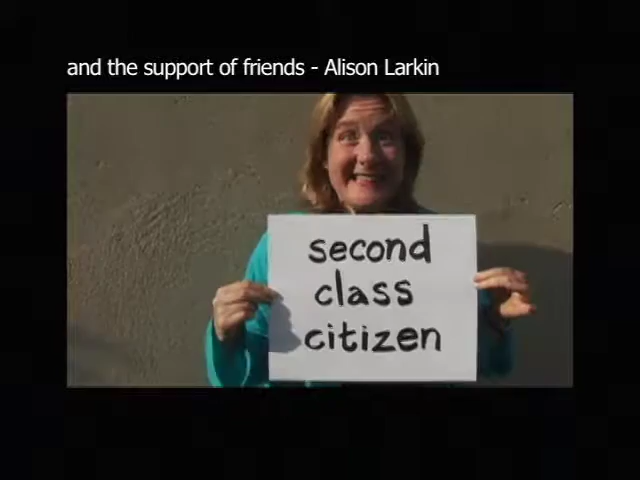 and the support of friends - Alison Larkin
second
class
citizen